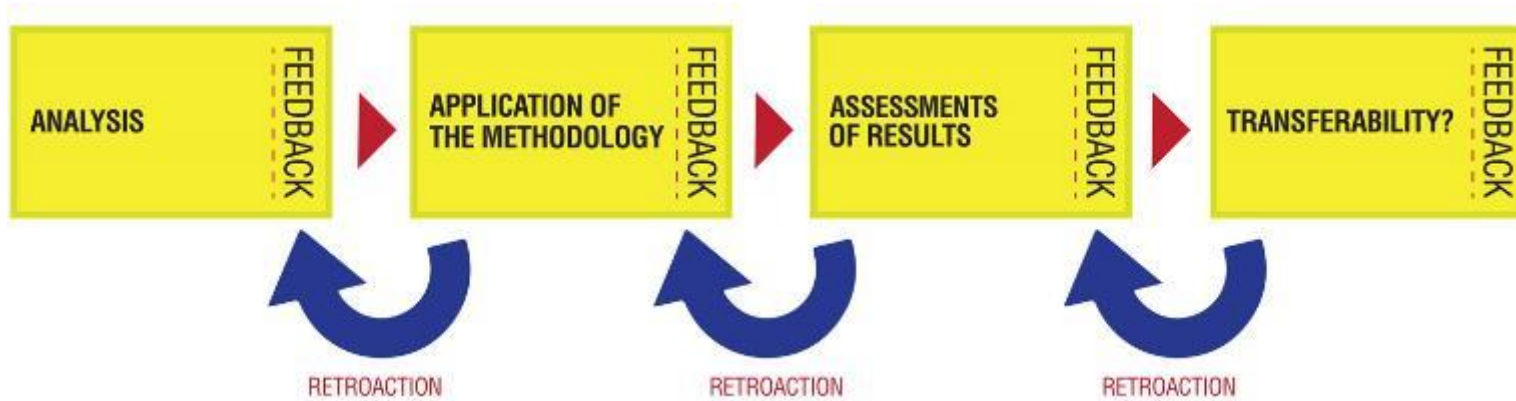 ANALYSIS
FEEDBACK
APPLICATION OF
THE METHODOLOGY
FEEDBACK
ASSESSMENTS
OF RESULTS
FEEDBACK
TRANSFERABILITY?
FEEDBACK
RETROACTION
RETROACTION
RETROACTION